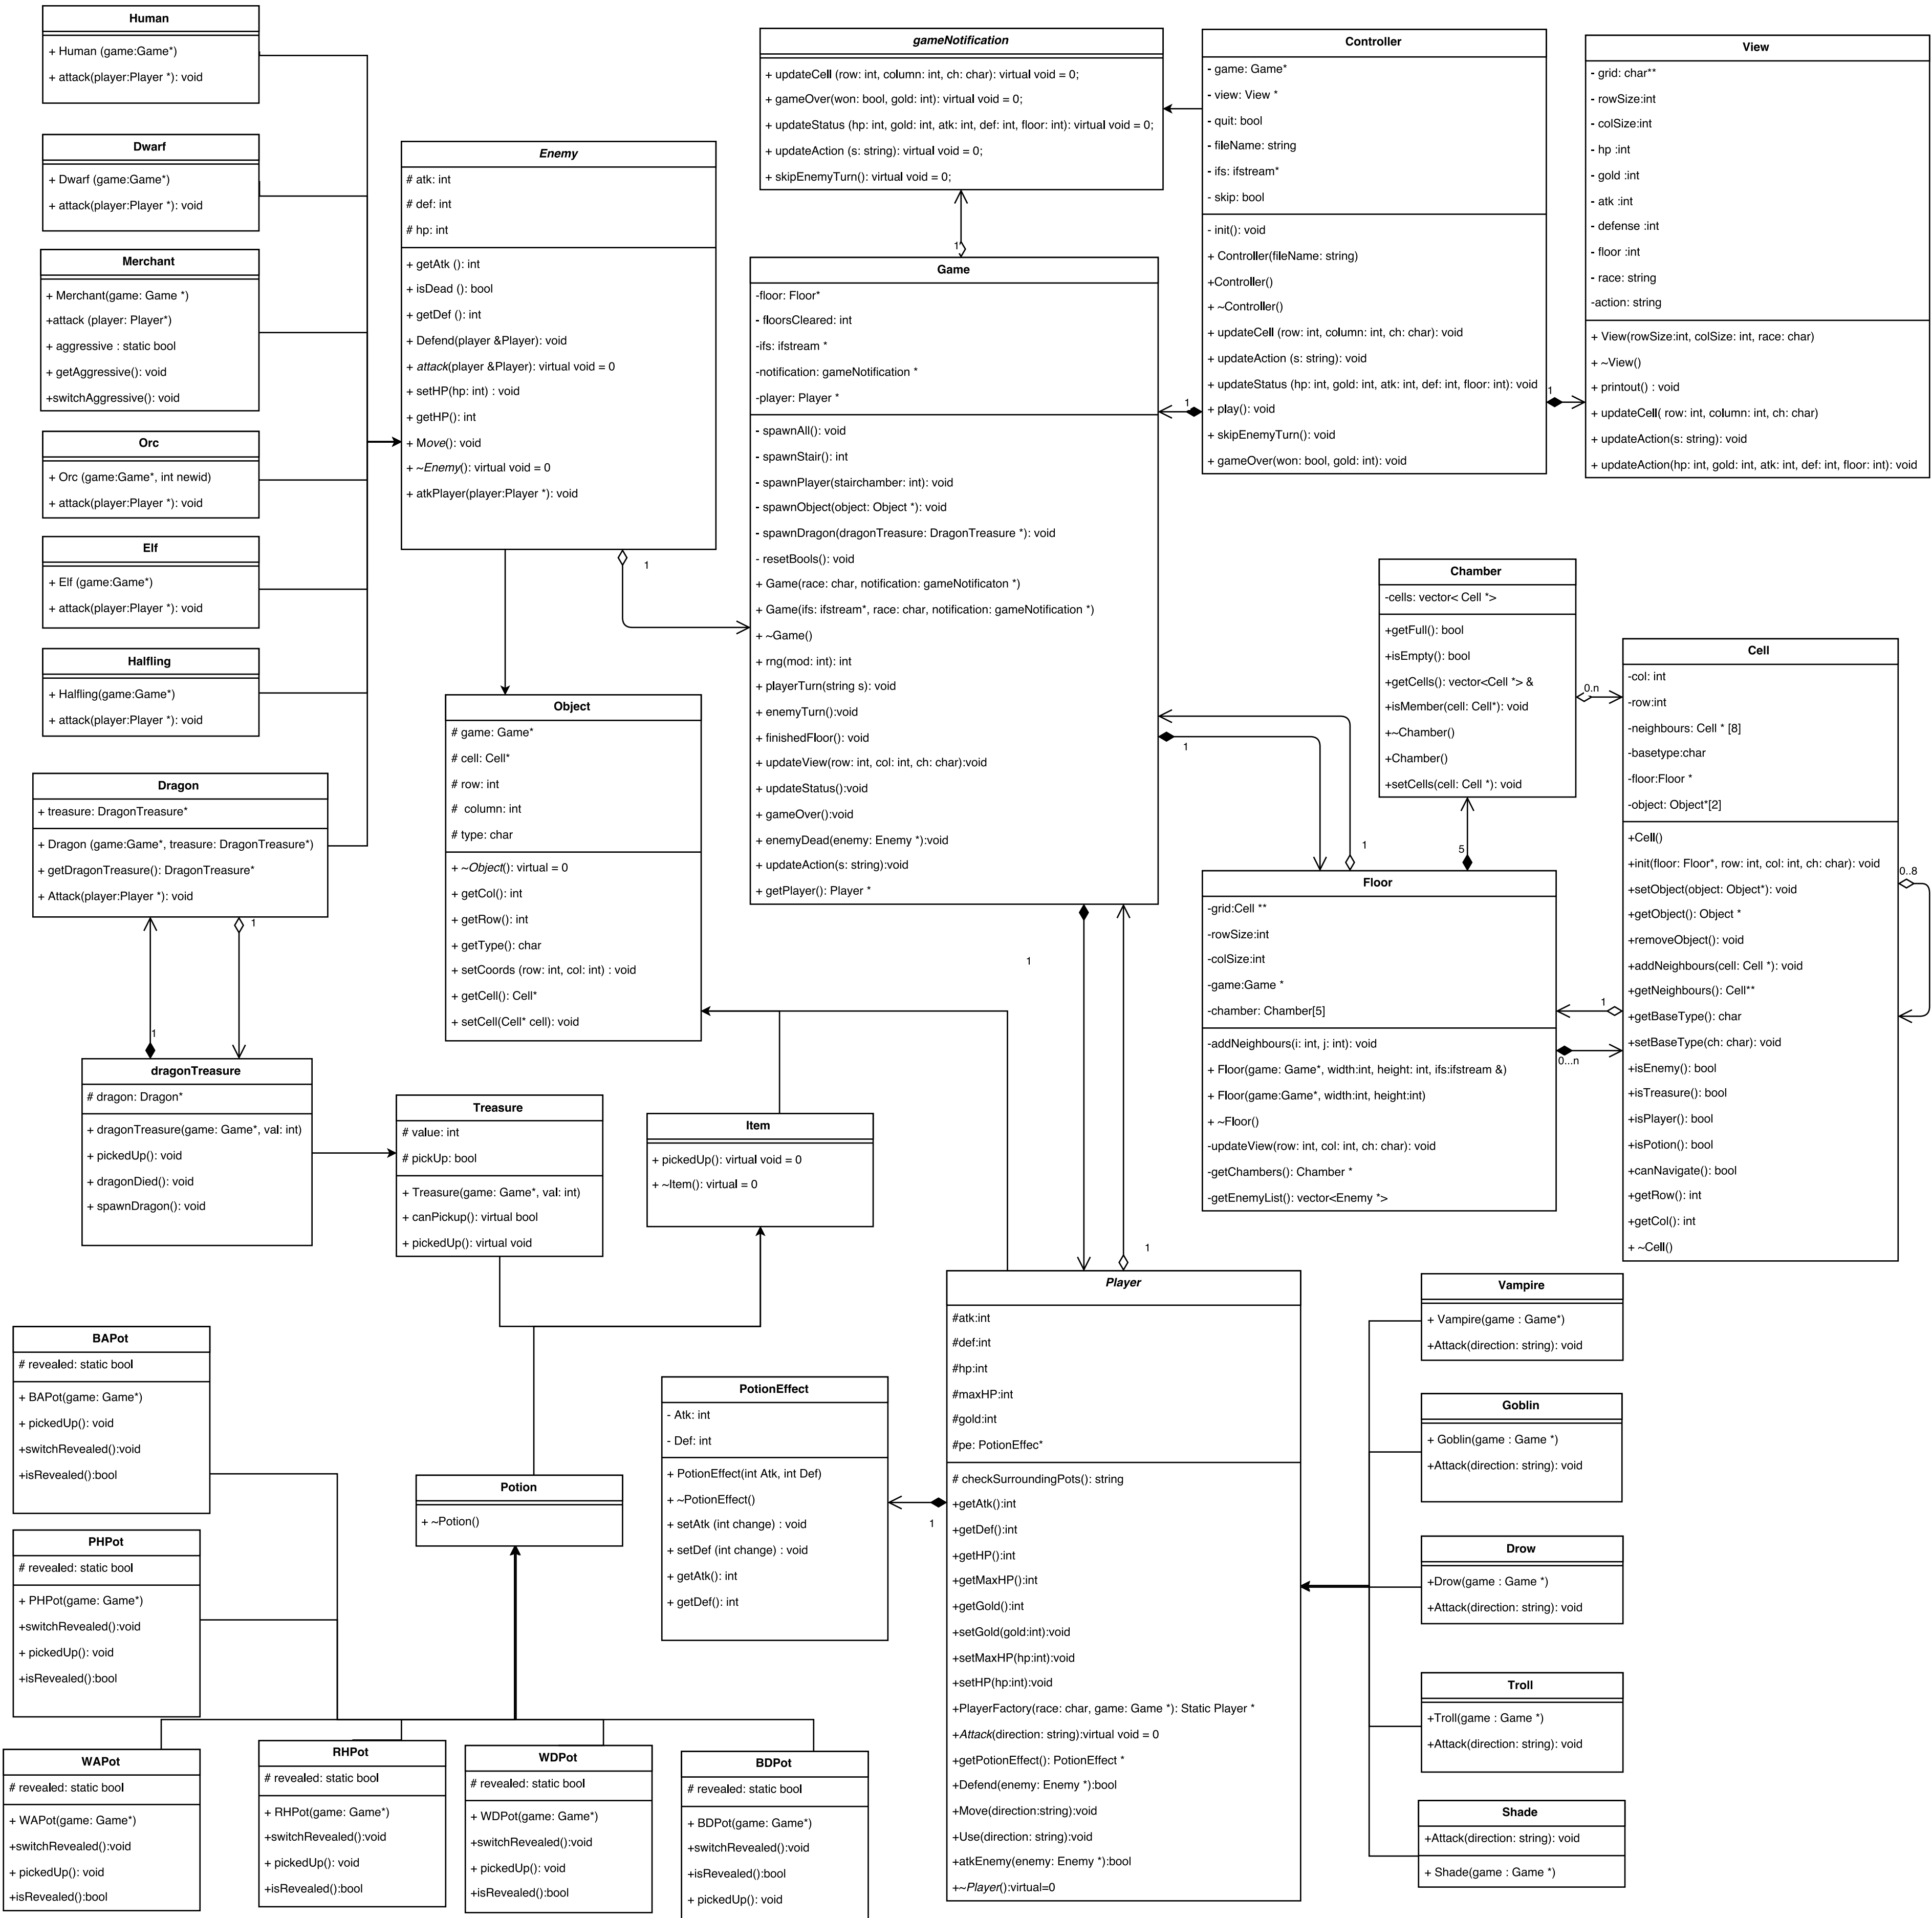 Human
+ Human (game:Game*)
+ attack(player:Player *): void
Dwarf
+ Dwarf (game:Game*)
+ attack(player:Player *): void
Merchant
+ Merchant(game: Game *)
+attack (player: Player*)
+ aggressive : static bool
+ getAggressive(): void
+switchAggressive(): void
Orc
+ Orc (game:Game*, int newid)
+ attack(player:Player *): void
Elf
+ Elf (game:Game*)
+ attack(player:Player *): void
Halfling
+ Halfling(game:Game*)
+ attack(player:Player *): void
Dragon
+ treasure: DragonTreasure*
+ Dragon (game:Game*, treasure: DragonTreasure*)
+ getDragonTreasure(): DragonTreasure*
+ Attack(player:Player *): void
1
1
dragonTreasure
# dragon: Dragon*
+ dragonTreasure(game: Game*, val: int)
+ pickedUp(): void
+ dragonDied(): void
+ spawnDragon(): void
Enemy
# atk: int
# def: int
# hp: int
+ getAtk (): int
+ isDead (): bool
+ getDef (): int
+ Defend(player &Player): void
+ attack(player &Player): virtual void = 0
+ setHP(hp: int) : void
+ getHP(): int
+ Move(): void
+ ~Enemy(): virtual void = 0
+ atkPlayer(player:Player *): void
1
Object
# game: Game*
# cell: Cell*
# row: int
# column: int
# type: char
+ ~Object(): virtual = 0
+ getCol(): int
+ getRow(): int
+ getType(): char
+ setCoords (row: int, col: int) : void
+ getCell(): Cell*
+ setCell(Cell* cell): void
Treasure
# value: int
# pickUp: bool
+ Treasure(game: Game*, val: int)
+ canPickup(): virtual bool
+ pickedUp(): virtual void
Item
+ pickedUp(): virtual void = 0
+ ~Item(): virtual = 0
gameNotification
+ updateCell (row: int, column: int, ch: char): virtual void = 0;
+ gameOver(won: bool, gold: int): virtual void = 0;
+ updateStatus (hp: int, gold: int, atk: int, def: int, floor: int): virtual void = 0;
+ updateAction (s: string): virtual void = 0;
+ skipEnemyTurn(): virtual void = 0;
1
Game
-floor: Floor*
- floorsCleared: int
-ifs: ifstream *
-notification: gameNotification *
-player: Player *
- spawnAll(): void
- spawnStair(): int
- spawnPlayer(stairchamber: int): void
- spawnObject(object: Object *): void
- spawnDragon(dragonTreasure: DragonTreasure *): void
- resetBools(): void
+ Game(race: char, notification: gameNotificaton *)
+ Game(ifs: ifstream*, race: char, notification: gameNotification *)
+ ~Game()
+ rng(mod: int): int
+ playerTurn(string s): void
+ enemyTurn():void
+ finishedFloor(): void
+ updateView(row: int, col: int, ch: char):void
+ updateStatus():void
+ gameOver():void
+ enemyDead(enemy: Enemy *):void
+ updateAction(s: string):void
+ getPlayer(): Player *
Controller
- game: Game*
- view: View *
- quit: bool
- fileName: string
- ifs: ifstream*
- skip: bool
- init(): void
+ Controller(fileName: string)
+Controller()
+ ~Controller()
+ updateCell (row: int, column: int, ch: char): void
+ updateAction (s: string): void
+ updateStatus (hp: int, gold: int, atk: int, def: int, floor: int): void
+ play(): void
+ skipEnemyTurn(): void
+ gameOver(won: bool, gold: int): void
1
1
View
- grid: char**
- rowSize:int
- colSize:int
- hp :int
- gold :int
- atk :int
- defense :int
- floor :int
- race: string
-action: string
+ View(rowSize:int, colSize: int, race: char)
+ ~View()
+ printout() : void
+ updateCell( row: int, column: int, ch: char)
+ updateAction(s: string): void
+ updateAction(hp: int, gold: int, atk: int, def: int, floor: int): void
Chamber
-cells: vector< Cell *>
+getFull(): bool
+isEmpty(): bool
+getCells(): vector<Cell *> &
+isMember(cell: Cell*): void
+~Chamber()
+Chamber()
+setCells(cell: Cell *): void
0.n
5
1
1
Cell
-col: int
-row:int
-neighbours: Cell * [8]
-basetype:char
-floor:Floor *
-object: Object*[2]
+Cell()
+init(floor: Floor*, row: int, col: int, ch: char): void
+setObject(object: Object*): void
+getObject(): Object *
+removeObject(): void
+addNeighbours(cell: Cell *): void
+getNeighbours(): Cell**
+getBaseType(): char
+setBaseType(ch: char): void
+isEnemy(): bool
+isTreasure(): bool
+isPlayer(): bool
+isPotion(): bool
+canNavigate(): bool
+getRow(): int
+getCol(): int
+ ~Cell()
0..8
1
0...n
Floor
-grid:Cell **
-rowSize:int
-colSize:int
-game:Game *
-chamber: Chamber[5]
-addNeighbours(i: int, j: int): void
+ Floor(game: Game*, width:int, height: int, ifs:ifstream &)
+ Floor(game:Game*, width:int, height:int)
+ ~Floor()
-updateView(row: int, col: int, ch: char): void
-getChambers(): Chamber *
-getEnemyList(): vector<Enemy *>
1
1
Player
#atk:int
#def:int
#hp:int
#maxHP:int
#gold:int
#pe: PotionEffec*
# checkSurroundingPots(): string
+getAtk():int
+getDef():int
+getHP():int
+getMaxHP():int
+getGold():int
+setGold(gold:int):void
+setMaxHP(hp:int):void
+setHP(hp:int):void
+PlayerFactory(race: char, game: Game *): Static Player *
+Attack(direction: string):virtual void = 0
+getPotionEffect(): PotionEffect *
+Defend(enemy: Enemy *):bool
+Move(direction:string):void
+Use(direction: string):void
+atkEnemy(enemy: Enemy *):bool
+~Player():virtual=0
1
PotionEffect
- Atk: int
- Def: int
+ PotionEffect(int Atk, int Def)
+ ~PotionEffect()
+ setAtk (int change) : void
+ setDef (int change) : void
+ getAtk(): int
+ getDef(): int
Potion
+ ~Potion()
Vampire
+ Vampire(game : Game*)
+Attack(direction: string): void
Goblin
+ Goblin(game : Game *)
+Attack(direction: string): void
Drow
+Drow(game : Game *)
+Attack(direction: string): void
Troll
+Troll(game : Game *)
+Attack(direction: string): void
Shade
+Attack(direction: string): void
+ Shade(game : Game *)
BAPot
# revealed: static bool
+ BAPot(game: Game*)
+ pickedUp(): void
+switchRevealed():void
+isRevealed():bool
PHPot
# revealed: static bool
+ PHPot(game: Game*)
+switchRevealed():void
+ pickedUp(): void
+isRevealed():bool
WAPot
# revealed: static bool
+ WAPot(game: Game*)
+switchRevealed():void
+ pickedUp(): void
+isRevealed():bool
RHPot
# revealed: static bool
+ RHPot(game: Game*)
+switchRevealed():void
+ pickedUp(): void
+isRevealed():bool
WDPot
# revealed: static bool
+ WDPot(game: Game*)
+switchRevealed():void
+ pickedUp(): void
+isRevealed():bool
BDPot
# revealed: static bool
+ BDPot(game: Game*)
+switchRevealed():void
+isRevealed():bool
+ pickedUp(): void